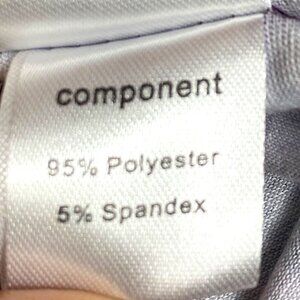 component
95% Polyester
5% Spandex